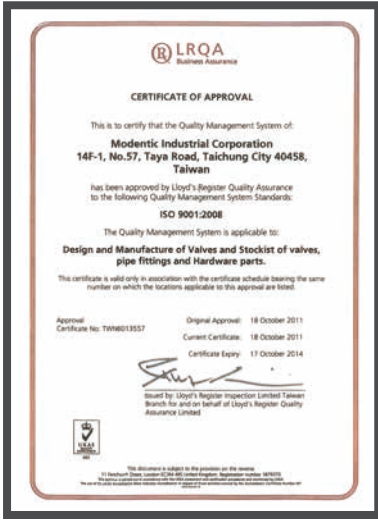 LRQA
Business Assurance
CERTIFICATE OF APPROVAL
This is to certify that the Quality Management System of:
Modentic Industrial Corporation
14F-1, No.57, Taya Road, Taichung City 40458,
Taiwan
has been approved by Lloyd's Register Quality Assurance
to the following Quality Management System Standards:
ISO 9001:2008
The Quality Management System is applicable to:
Design and Manufacture of Valves and Stockist of valves,
pipe fittings and Hardware parts.
This certificate is valid only in association with the certificate schedule bearing the same
number on which the locations applicable to this approval are listed.
Approval
Certificate No: TWN6013557
Original Approval: 18 October 2011
Current Certificate: 18 October 2011
Certificate Expiry: 17 October 2014
Issued by: Lloyd's Register Inspection Limited Taiwan
Branch for and on behalf of Lloyd's Register Quality
Assurance Limited
UKAS
This document is subject to the provision on the reverse